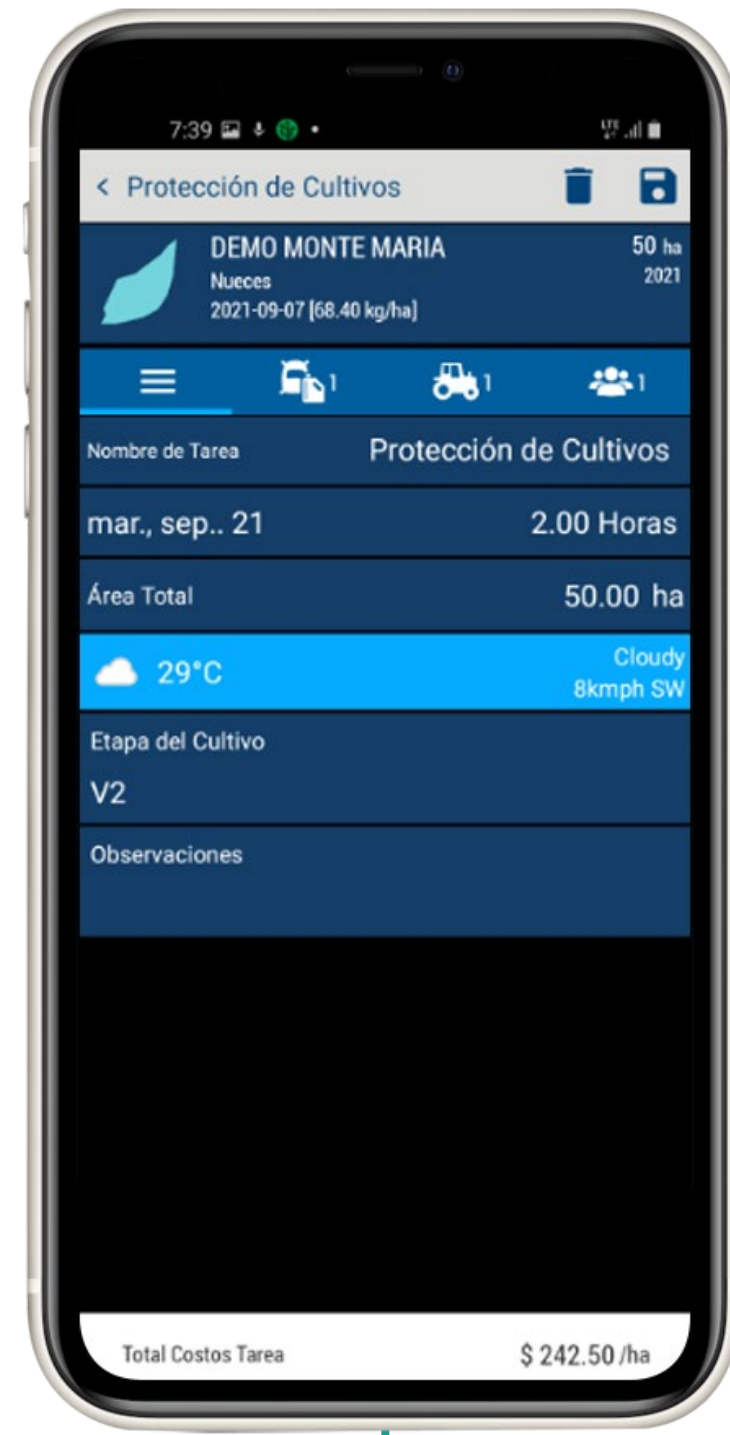 7:39
LTE
< Protección de Cultivos
DEMO MONTE MARIA
50 ha
Nueces
2021
2021-09-07 [68.40 kg/ha]
1
1
1
Nombre de Tarea
Protección de Cultivos
mar., sep.. 21
2.00 Horas
Área Total
50.00 ha
29°C
Cloudy
8kmph SW
Etapa del Cultivo
V2
Observaciones
Total Costos Tarea
$ 242.50 /ha